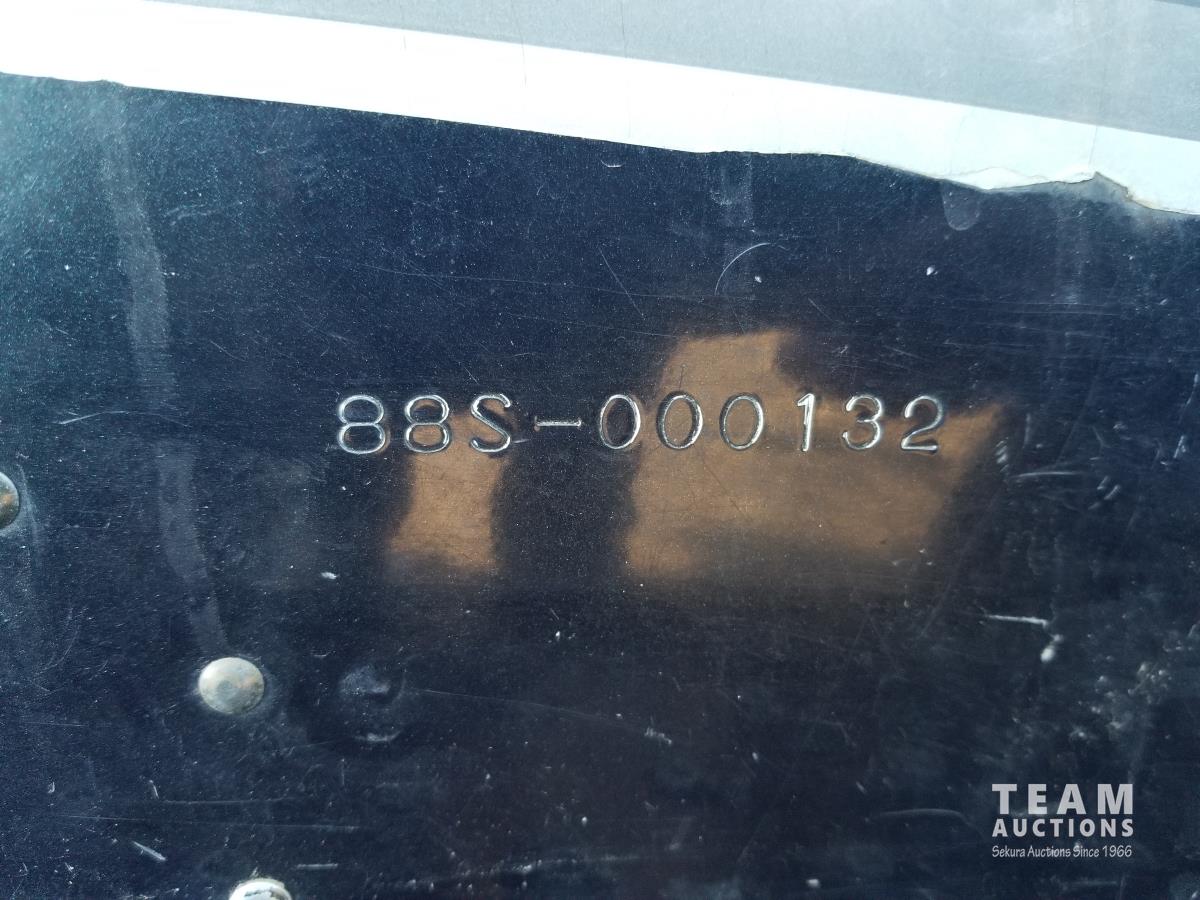 88S-000132
TEAM
AUCTIONS
Sekura Auctions Since 1966